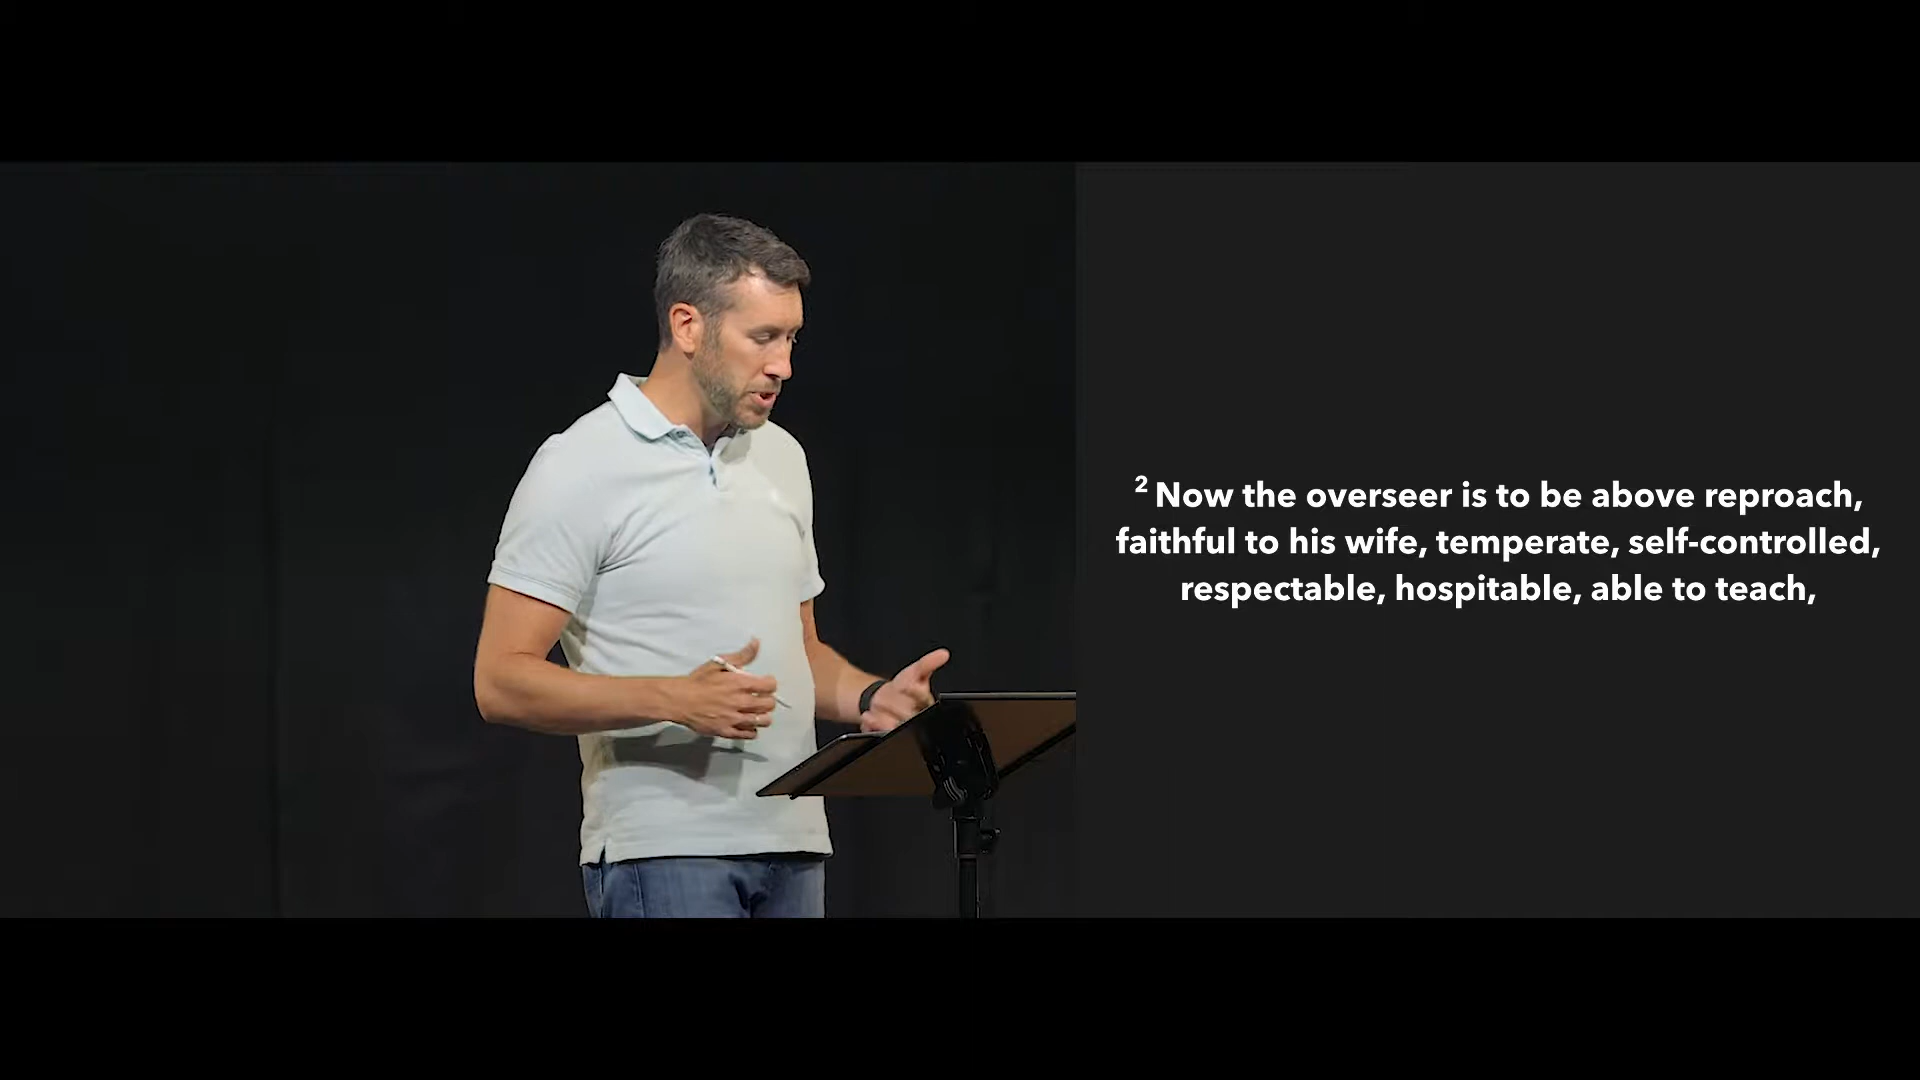 ² Now the overseer is to be above reproach,
faithful to his wife, temperate, self-controlled,
respectable, hospitable, able to teach,